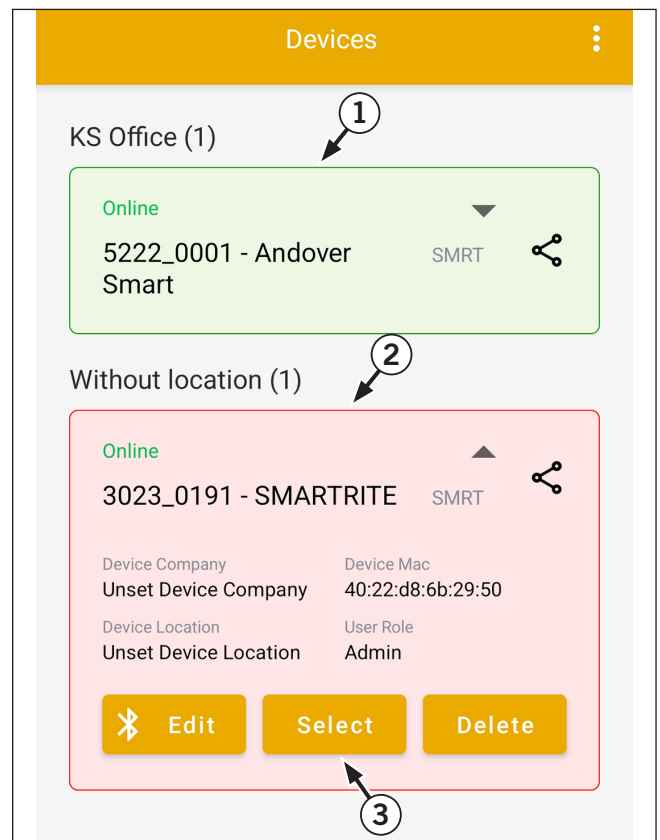 Devices
1
KS Office (1)
Online
5222_0001 - Andover
Smart
SMRT
2
Without location (1)
Online
3023_0191 - SMARTRITE
SMRT
Device Company
Device Mac
Unset Device Company
40:22:d8:6b:29:50
Device Location
User Role
Unset Device Location
Admin
Edit
Select
Delete
3